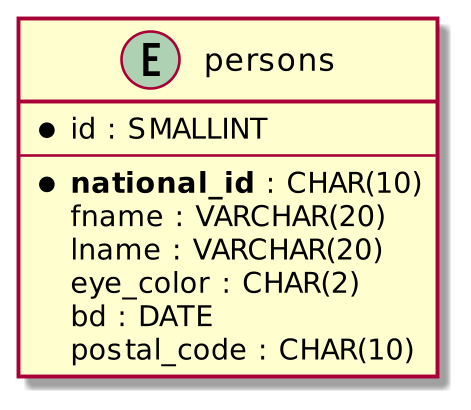 E persons
id : SMALLINT
national_id : CHAR(10)
fname : VARCHAR(20)
lname : VARCHAR(20)
eye_color : CHAR(2)
bd : DATE
postal_code : CHAR(10)